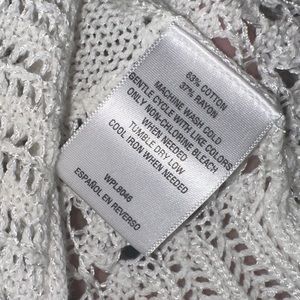 63% COTTON
37% RAYON
MACHINE WASH COLD
GENTLE CYCLE WITH LIKE COLORS
ONLY NON-CHLORINE BLEACH
WHEN NEEDED
TUMBLE DRY LOW
COOL IRON WHEN NEEDED
WPL8046
ESPAÑOL EN REVERSO